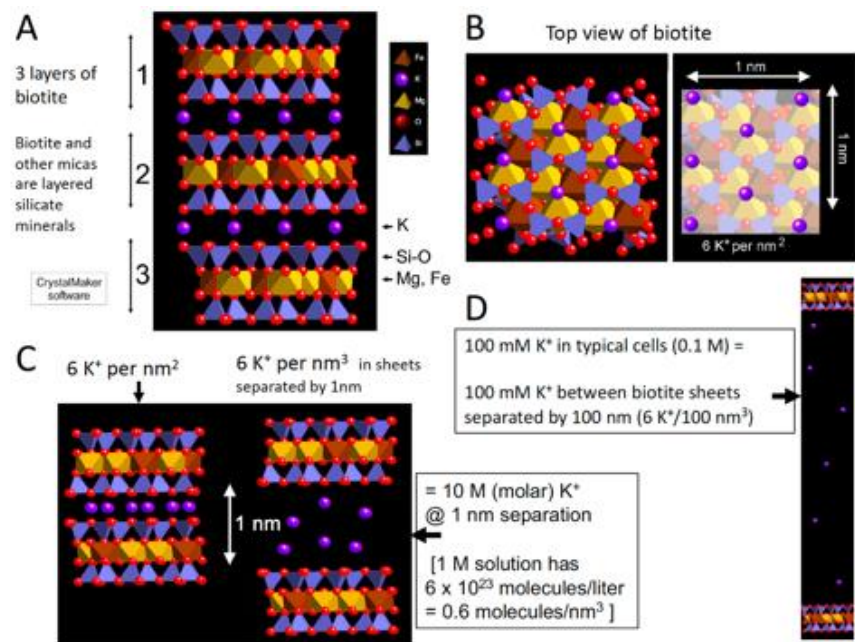 A
3 layers of
biotite
Biotite and
other micas
are layered
silicate
minerals
CrystalMaker
software
1
2
3
Fe
K
Mg
O
Si
K
Si-O
Mg, Fe
B
Top view of biotite
1 nm
1 nm
6 K⁺ per nm²
C
6 K⁺ per nm²
6 K⁺ per nm³ in sheets
separated by 1nm
1 nm
= 10 M (molar) K⁺
@ 1 nm separation
[1 M solution has
6 x 10²³ molecules/liter
= 0.6 molecules/nm³ ]
D
100 mM K⁺ in typical cells (0.1 M) =
100 mM K⁺ between biotite sheets
separated by 100 nm (6 K⁺/100 nm³)